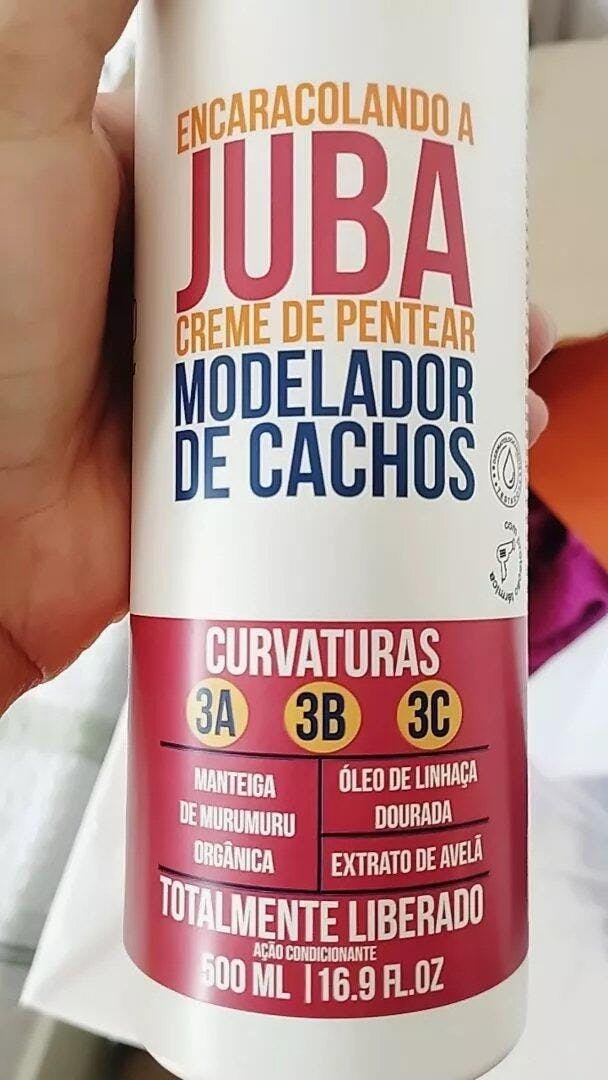 ENCARACOLANDO A
JUBA
CREME DE PENTEAR
MODELADOR
DE CACHOS
CURVATURAS
3A 3B 3C
MANTEIGA
DE MURUMURU
ORGÂNICA
ÓLEO DE LINHAÇA
DOURADA
EXTRATO DE AVELÃ
TOTALMENTE LIBERADO
AÇÃO CONDICIONANTE
500 ML | 16.9 FL.OZ